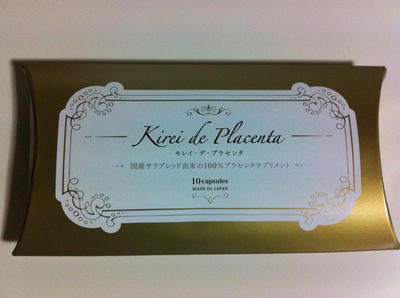 Kirei de Placenta
キレイ・デ・プラセンタ
国産サラブレッド由来の100%プラセンタサプリメント
10 capsules
MADE IN JAPAN